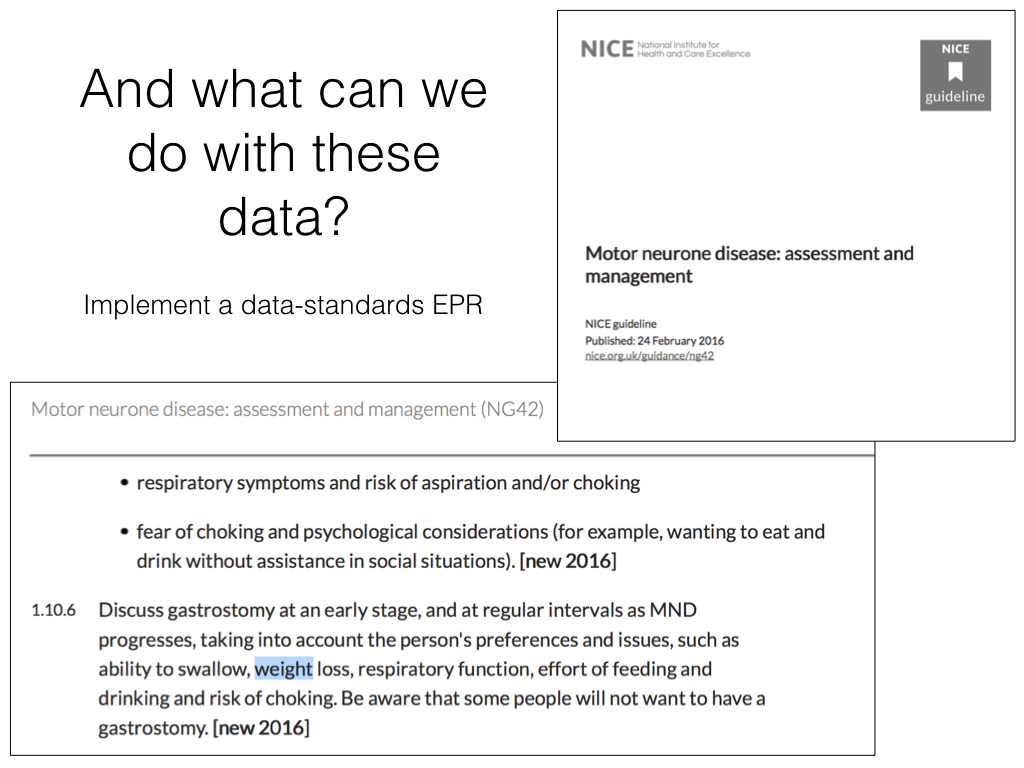 And what can we
do with these
data?
Implement a data-standards EPR
NICE National Institute for
Health and Care Excellence
NICE
guideline
Motor neurone disease: assessment and
management
NICE guideline
Published: 24 February 2016
nice.org.uk/guidance/ng42
Motor neurone disease: assessment and management (NG42)
• respiratory symptoms and risk of aspiration and/or choking
• fear of choking and psychological considerations (for example, wanting to eat and
drink without assistance in social situations). [new 2016]
1.10.6 Discuss gastrostomy at an early stage, and at regular intervals as MND
progresses, taking into account the person's preferences and issues, such as
ability to swallow, weight loss, respiratory function, effort of feeding and
drinking and risk of choking. Be aware that some people will not want to have a
gastrostomy. [new 2016]